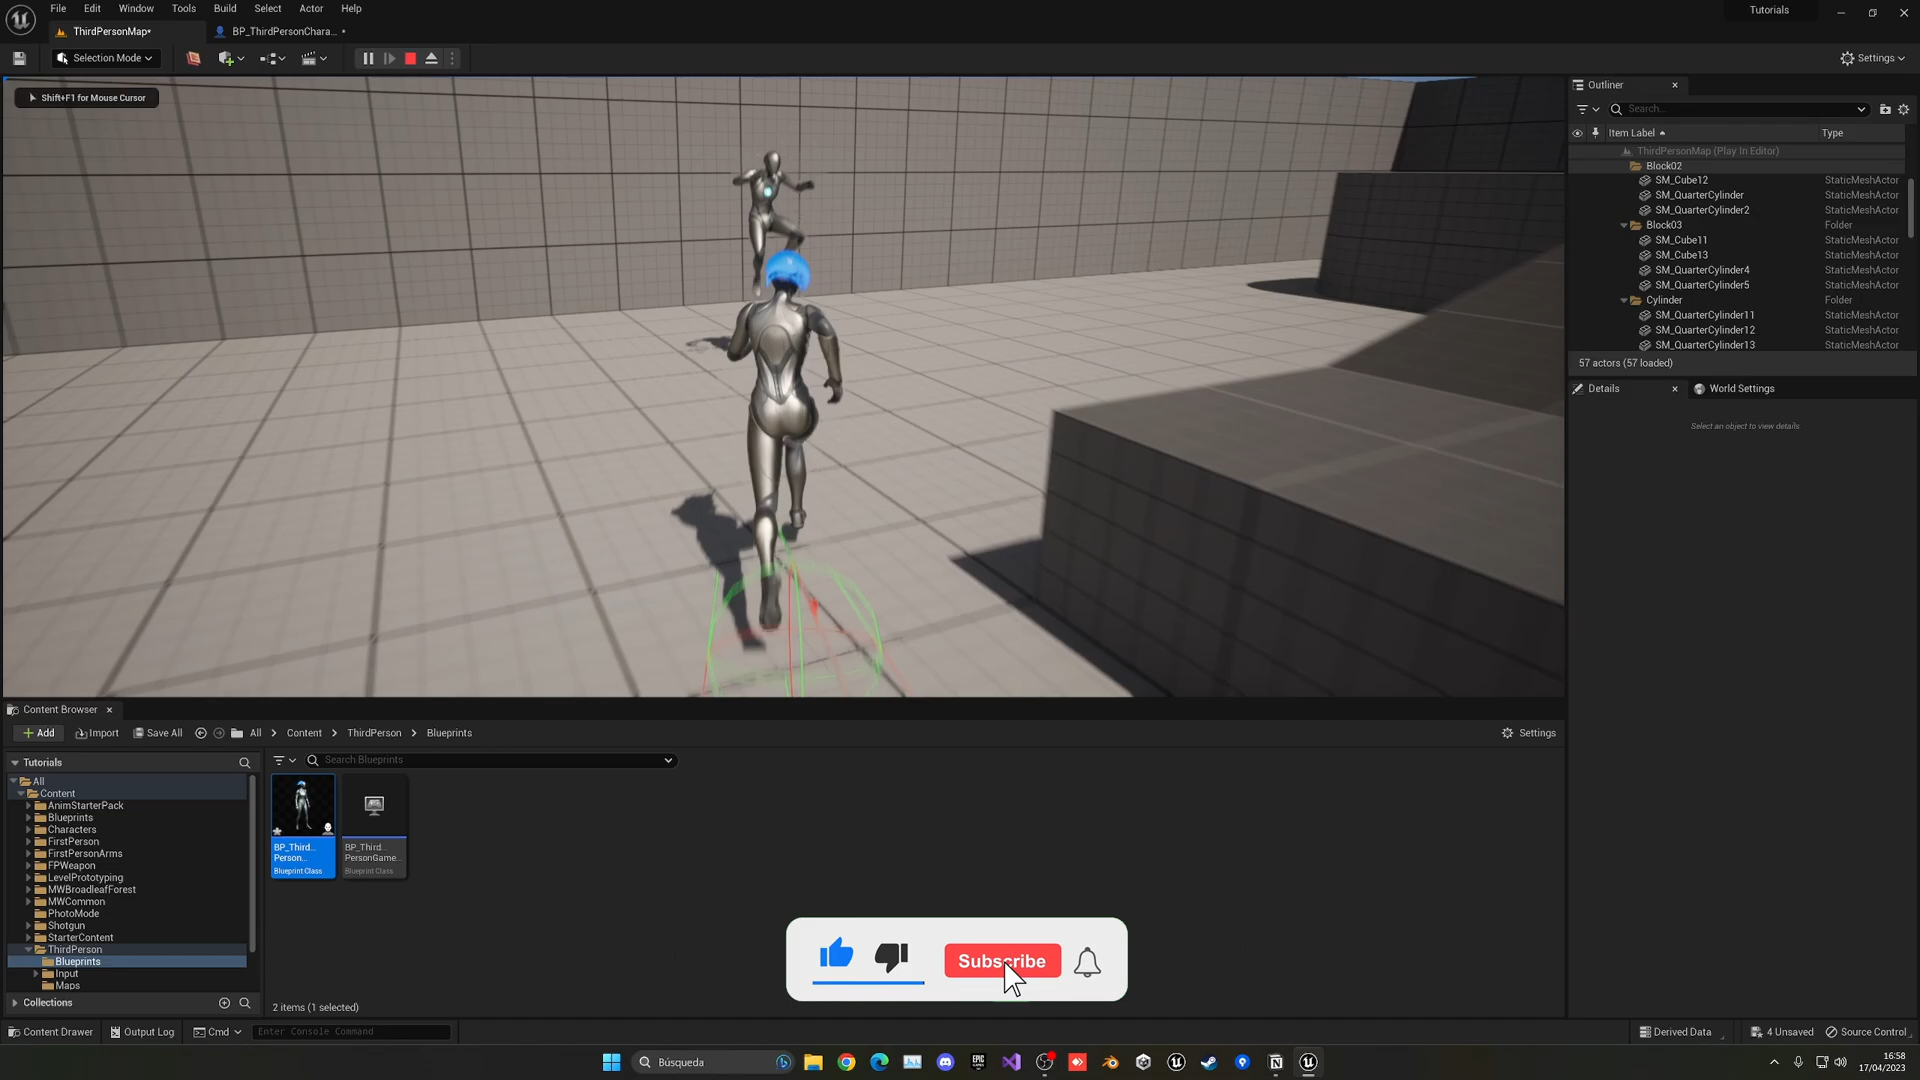 File Edit Window Tools Build Select Actor Help
Tutorials
ThirdPersonMap•
BP_ThirdPersonChara... •
Selection Mode
Settings
Shift+F1 for Mouse Cursor
Outliner
Search...
Item Label Type
ThirdPersonMap (Play In Editor)
Block02
SM_Cube12 StaticMeshActor
SM_QuarterCylinder StaticMeshActor
SM_QuarterCylinder2 StaticMeshActor
Block03 Folder
SM_Cube11 StaticMeshActor
SM_Cube13 StaticMeshActor
SM_QuarterCylinder4 StaticMeshActor
SM_QuarterCylinder5 StaticMeshActor
Cylinder Folder
SM_QuarterCylinder11 StaticMeshActor
SM_QuarterCylinder12 StaticMeshActor
SM_QuarterCylinder13 StaticMeshActor
57 actors (57 loaded)
Details World Settings
Select an object to view details
Content Browser
Add Import Save All All Content ThirdPerson Blueprints Settings
Tutorials
Search Blueprints
All
Content
AnimStarterPack
Blueprints
Characters
FirstPerson
FirstPersonArms
FPWeapon
LevelPrototyping
MWBroadleafForest
MWCommon
PhotoMode
Shotgun
StarterContent
ThirdPerson
Blueprints
Input
Maps
Collections
BP_Third...
Person...
Blueprint Class
BP_Third...
PersonGame...
Blueprint Class
Subscribe
2 items (1 selected)
Content Drawer Output Log Cmd Enter Console Command Derived Data 4 Unsaved Source Control
Búsqueda
EPIC
GAMES
16:58
17/04/2023